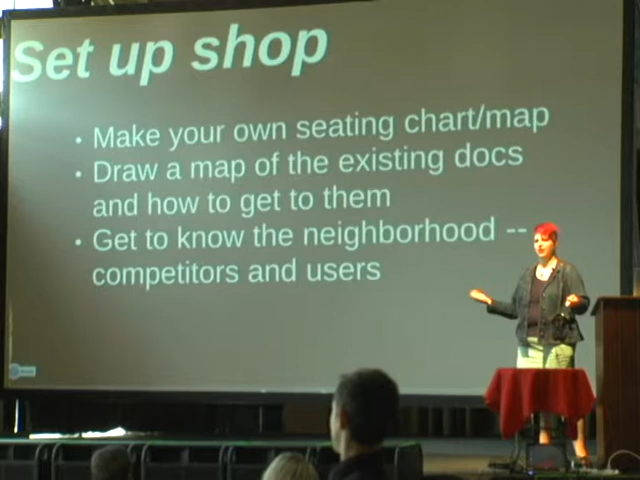 Set up shop
• Make your own seating chart/map
• Draw a map of the existing docs
and how to get to them
• Get to know the neighborhood --
competitors and users